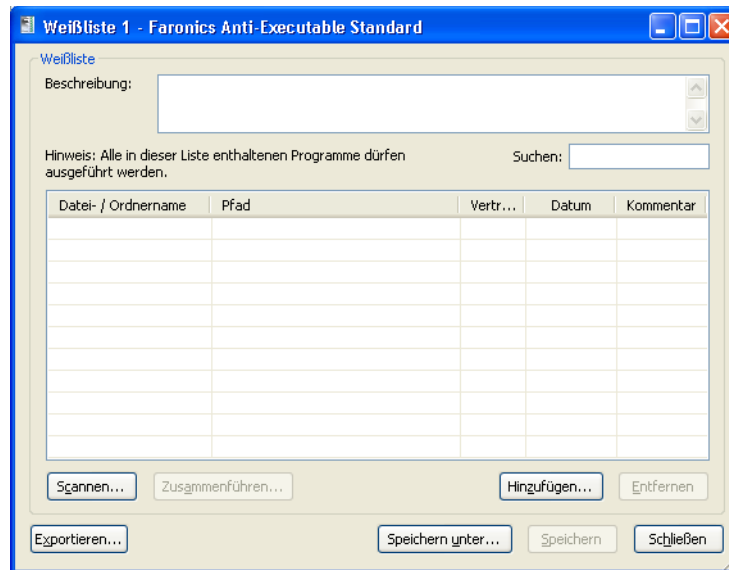 Weißliste 1 - Faronics Anti-Executable Standard
Weißliste
Beschreibung:
Hinweis: Alle in dieser Liste enthaltenen Programme dürfen
ausgeführt werden.
Suchen:
Datei- / Ordnername Pfad Vertr... Datum Kommentar
Scannen... Zusammenführen... Hinzufügen... Entfernen
Exportieren... Speichern unter... Speichern Schließen